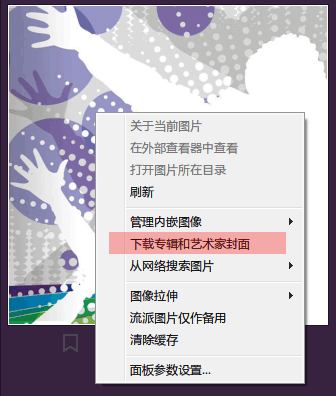 关于当前图片
在外部查看器中查看
打开图片所在目录
刷新
管理内嵌图像
下载专辑和艺术家封面
从网络搜索图片
图像拉伸
流派图片仅作备用
清除缓存
面板参数设置...